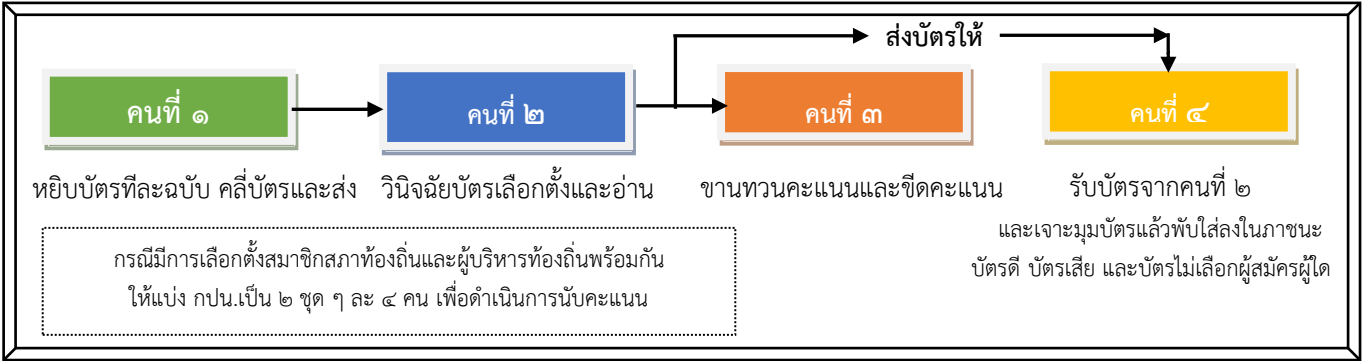 ส่งบัตรให้
คนที่ ๑
คนที่ ๒
คนที่ ๓
คนที่ ๔
หยิบบัตรทีละฉบับ คลี่บัตรและส่ง
วินิจฉัยบัตรเลือกตั้งและอ่าน
ขานทวนคะแนนและขีดคะแนน
รับบัตรจากคนที่ ๒
และเจาะมุมบัตรแล้วพับใส่ลงในภาชนะ
บัตรดี บัตรเสีย และบัตรไม่เลือกผู้สมัครผู้ใด
กรณีมีการเลือกตั้งสมาชิกสภาท้องถิ่นและผู้บริหารท้องถิ่นพร้อมกัน
ให้แบ่ง กปน.เป็น ๒ ชุด ๆ ละ ๔ คน เพื่อดำเนินการนับคะแนน